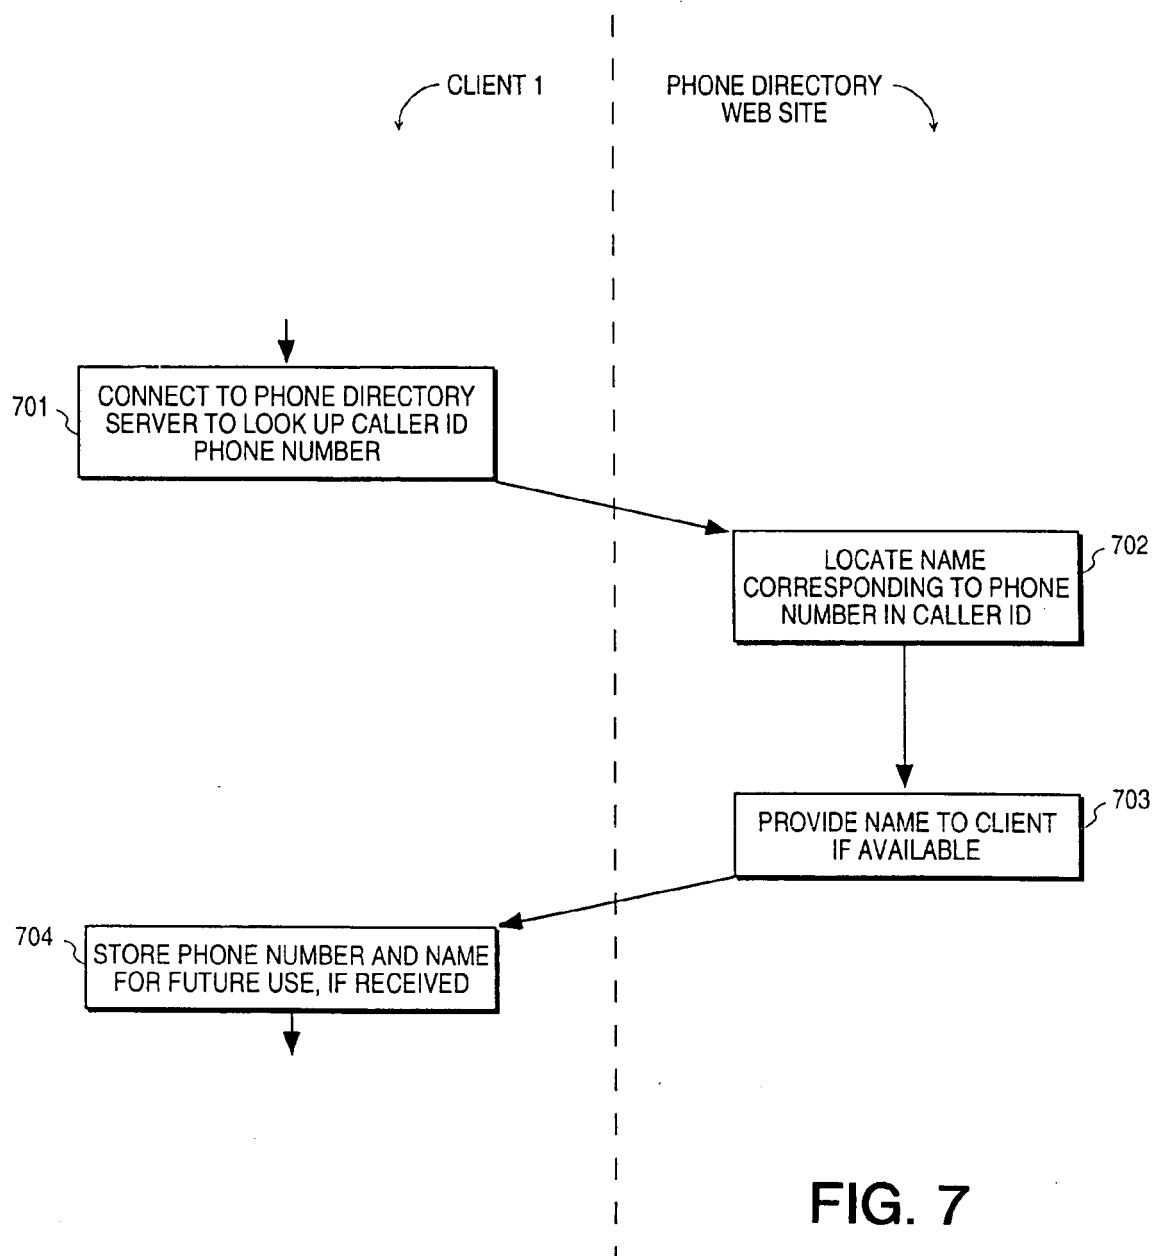 CLIENT 1
PHONE DIRECTORY
WEB SITE
701
CONNECT TO PHONE DIRECTORY
SERVER TO LOOK UP CALLER ID
PHONE NUMBER
702
LOCATE NAME
CORRESPONDING TO PHONE
NUMBER IN CALLER ID
703
PROVIDE NAME TO CLIENT
IF AVAILABLE
704
STORE PHONE NUMBER AND NAME
FOR FUTURE USE, IF RECEIVED
FIG. 7